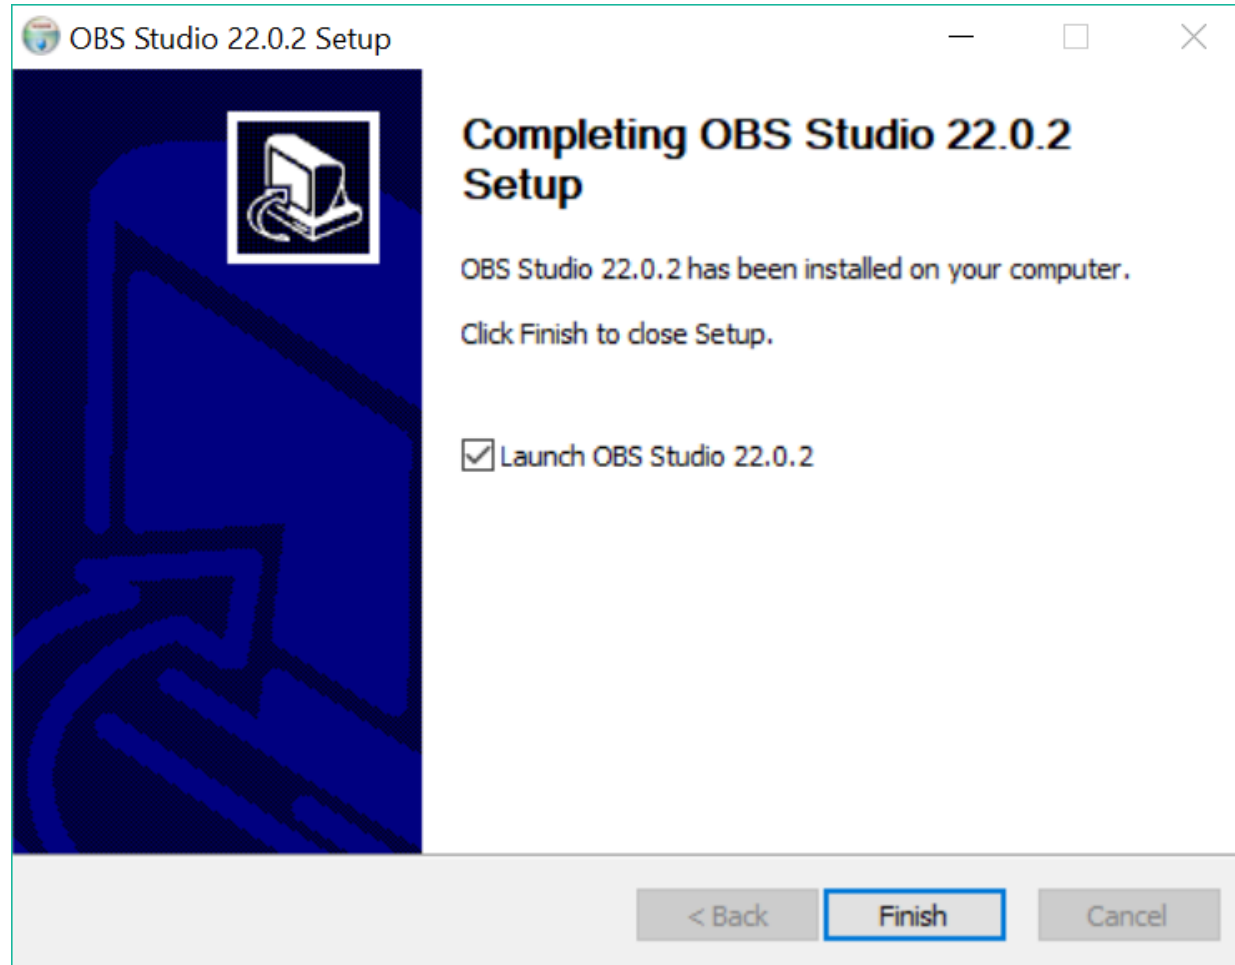 OBS Studio 22.0.2 Setup
Completing OBS Studio 22.0.2
Setup
OBS Studio 22.0.2 has been installed on your computer.
Click Finish to close Setup.
Launch OBS Studio 22.0.2
< Back
Finish
Cancel